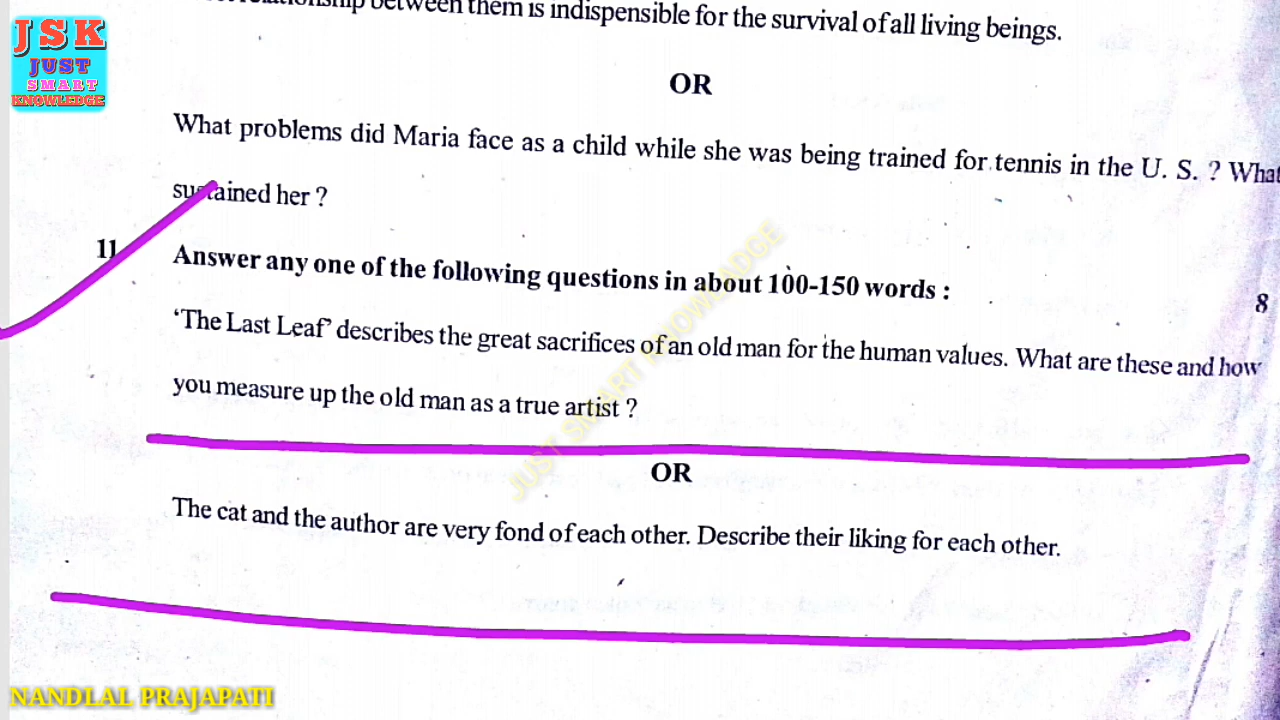 JSK
JUST
SMART
KNOWLEDGE
between them is indispensible for the survival of all living beings.
OR
What problems did Maria face as a child while she was being trained for tennis in the U. S. ? What
sustained her ?
11 Answer any one of the following questions in about 100-150 words :
8
‘The Last Leaf’ describes the great sacrifices of an old man for the human values. What are these and how
you measure up the old man as a true artist ?
OR
The cat and the author are very fond of each other. Describe their liking for each other.
JUST SMART KNOWLADGE
NANDLAL PRAJAPATI